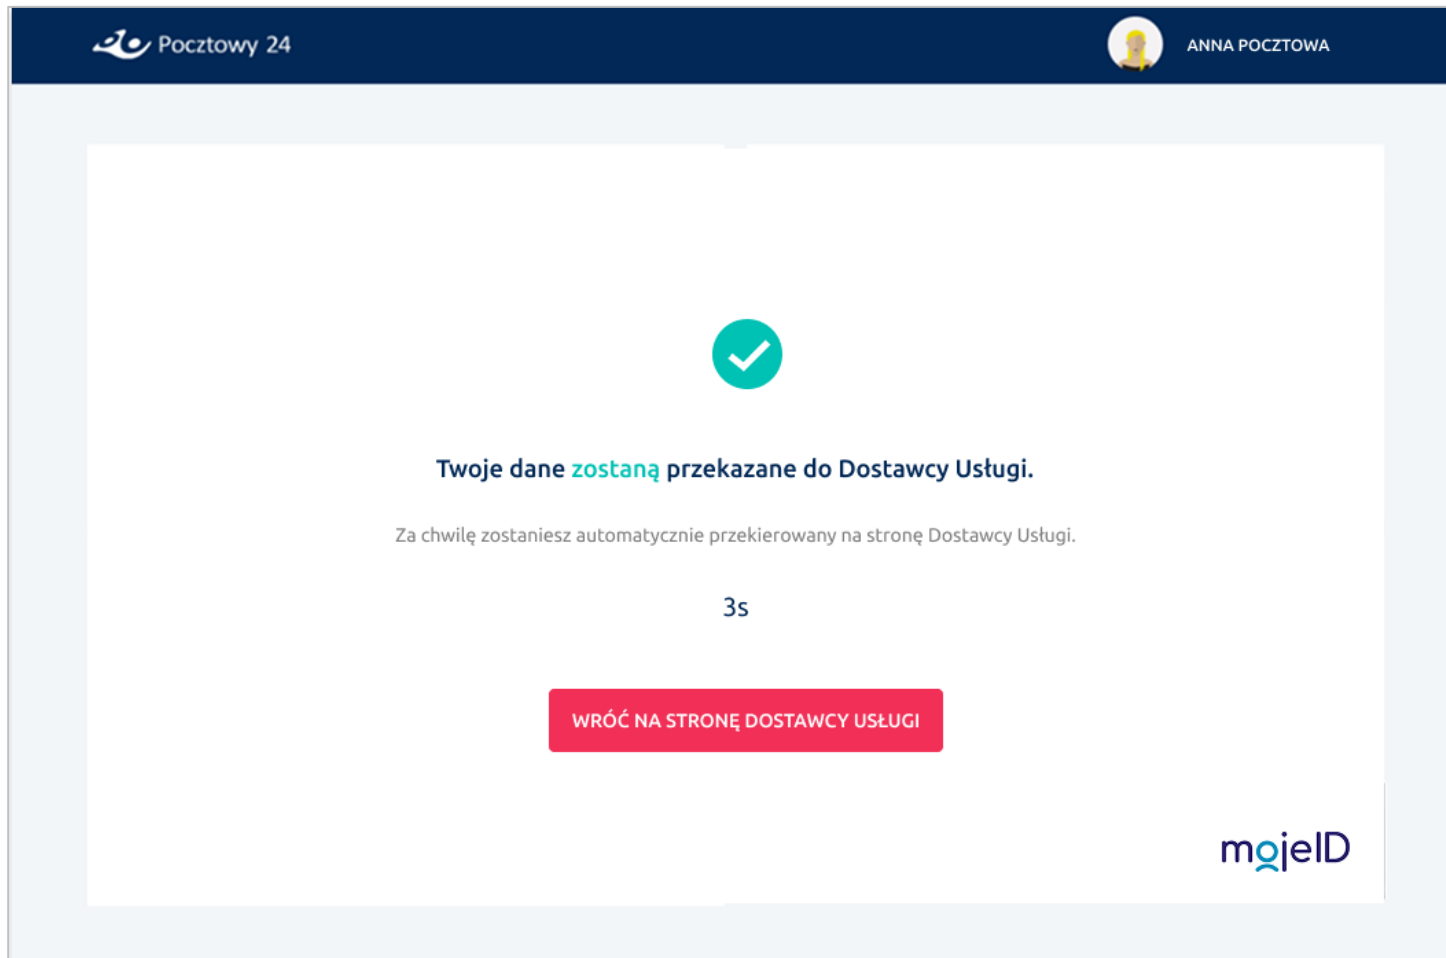 Pocztowy 24
ANNA POCZTOWA
Twoje dane zostaną przekazane do Dostawcy Usługi.
Za chwilę zostaniesz automatycznie przekierowany na stronę Dostawcy Usługi.
3s
WRÓĆ NA STRONĘ DOSTAWCY USŁUGI
mojeID